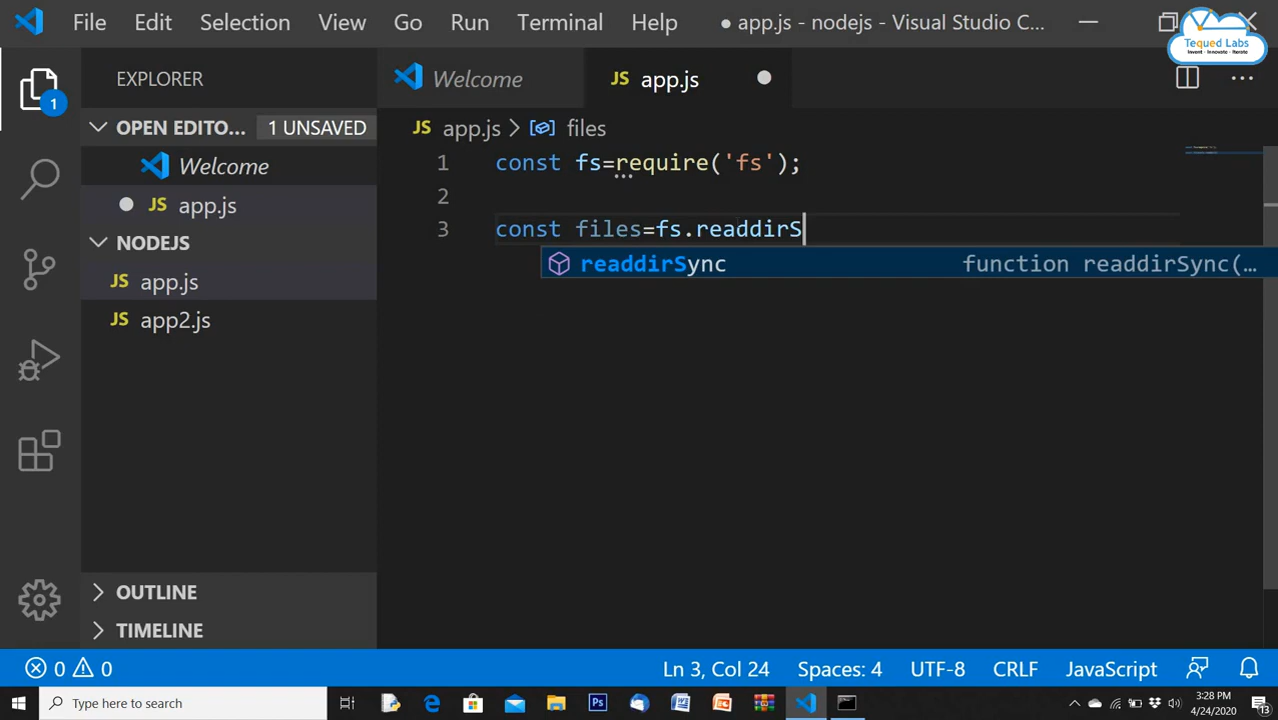 File Edit Selection View Go Run Terminal Help ● app.js - nodejs - Visual Studio C...
Tequed Labs
Invent - Innovate - Iterate
EXPLORER
Welcome
JS app.js
1
OPEN EDITO... 1 UNSAVED
JS app.js > files
Welcome
JS app.js
NODEJS
JS app.js
JS app2.js
1 const fs=require('fs');
2
3 const files=fs.readdirS
readdirSync function readdirSync(...
OUTLINE
TIMELINE
0 0 Ln 3, Col 24 Spaces: 4 UTF-8 CRLF JavaScript
Type here to search
3:28 PM
4/24/2020
13